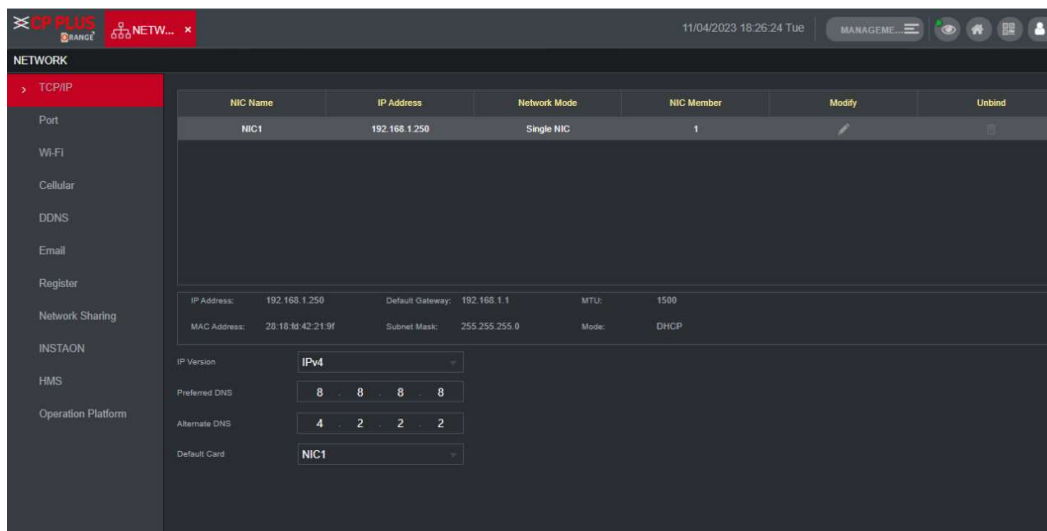 CP PLUS
ORANGE
NETW... ×
11/04/2023 18:26:24 Tue
MANAGEME...
NETWORK
TCP/IP
Port
Wi-Fi
Cellular
DDNS
Email
Register
Network Sharing
INSTAON
HMS
Operation Platform
NIC Name IP Address Network Mode NIC Member Modify Unbind
NIC1 192.168.1.250 Single NIC 1
IP Address: 192.168.1.250 Default Gateway: 192.168.1.1 MTU: 1500
MAC Address: 28:18:fd:42:21:9f Subnet Mask: 255.255.255.0 Mode: DHCP
IP Version IPv4
Preferred DNS 8 . 8 . 8 . 8
Alternate DNS 4 . 2 . 2 . 2
Default Card NIC1